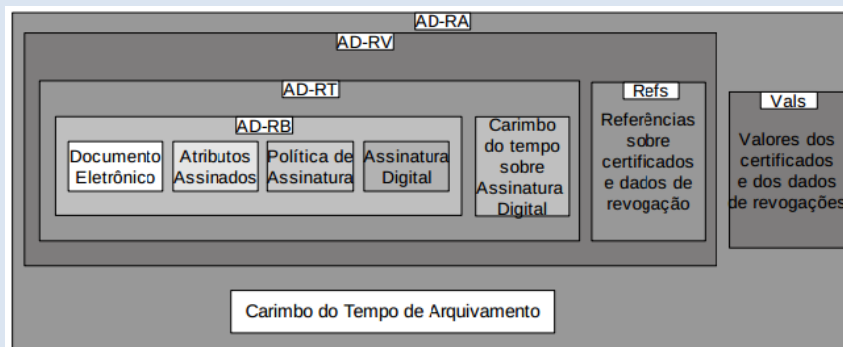 AD-RA
AD-RV
AD-RT
AD-RB
Documento
Eletrônico
Atributos
Assinados
Política de
Assinatura
Assinatura
Digital
Carimbo
do tempo
sobre
Assinatura
Digital
Refs
Referências
sobre
certificados
e dados de
revogação
Vals
Valores dos
certificados
e dos dados
de revogações
Carimbo do Tempo de Arquivamento